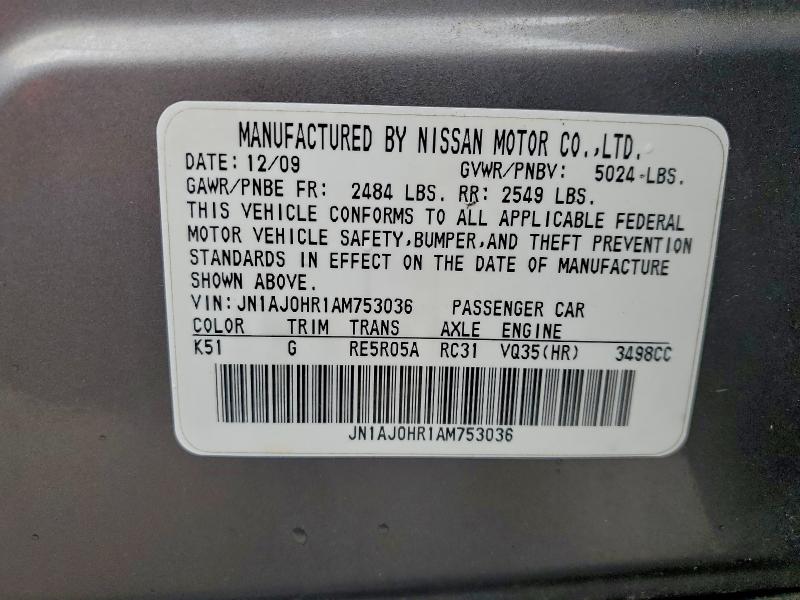 MANUFACTURED BY NISSAN MOTOR CO.,LTD.
DATE: 12/09 GVWR/PNBV: 5024 LBS.
GAWR/PNBE FR: 2484 LBS. RR: 2549 LBS.
THIS VEHICLE CONFORMS TO ALL APPLICABLE FEDERAL
MOTOR VEHICLE SAFETY,BUMPER,AND THEFT PREVENTION
STANDARDS IN EFFECT ON THE DATE OF MANUFACTURE
SHOWN ABOVE.
VIN:JN1AJ0HR1AM753036 PASSENGER CAR
COLOR TRIM TRANS AXLE ENGINE
K51 G RE5R05A RC31 VQ35(HR) 3498CC
JN1AJ0HR1AM753036